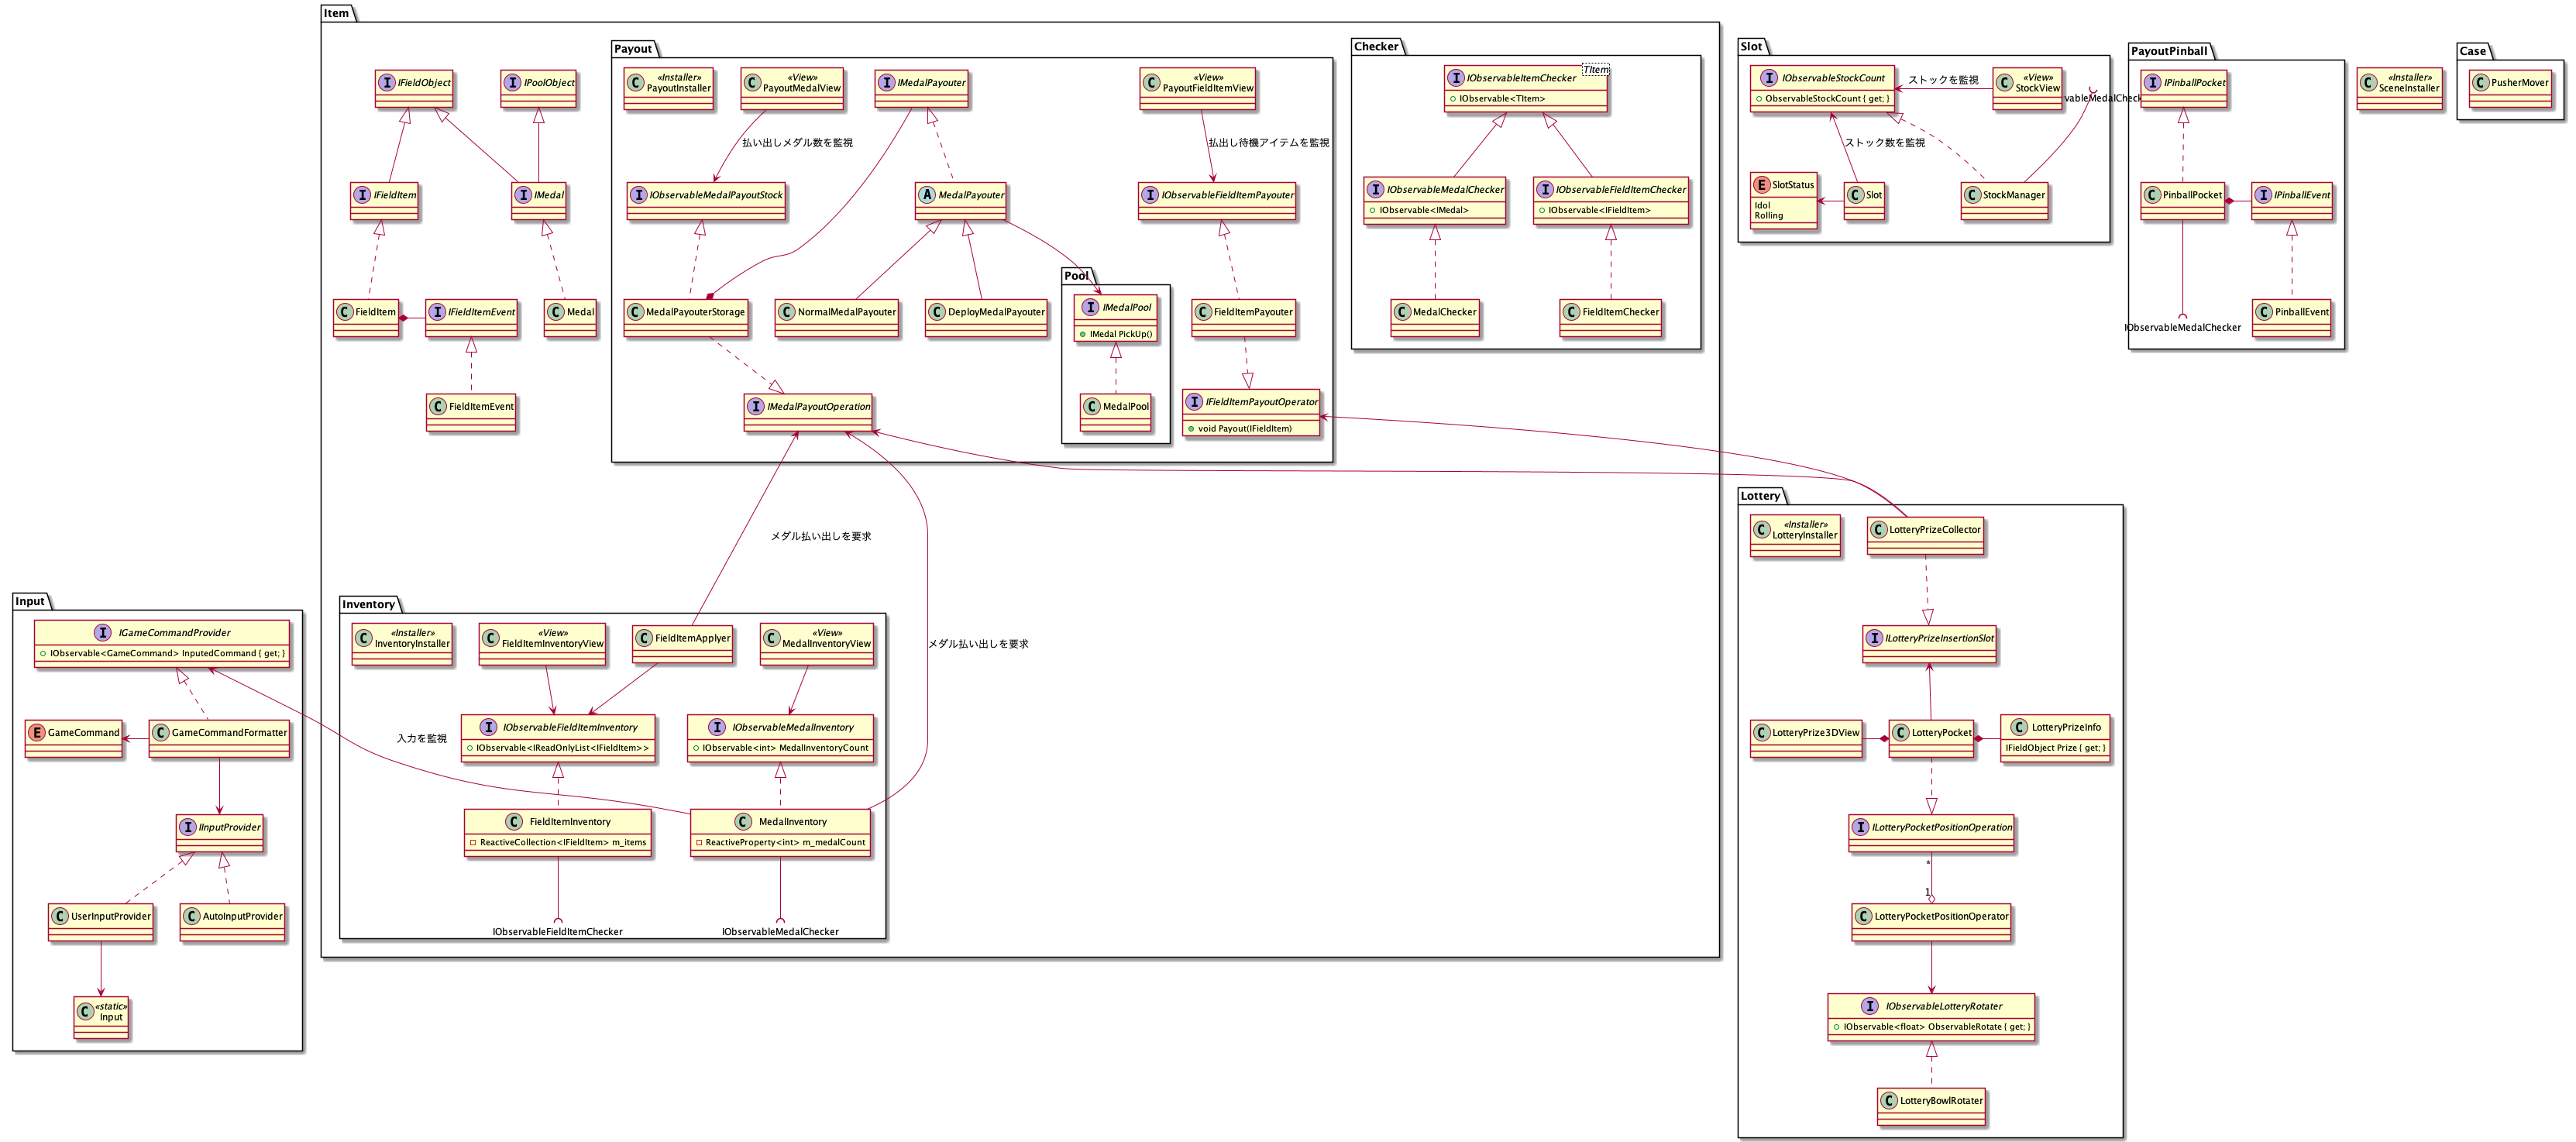 Item
IFieldObject
IPoolObject
IFieldItem
IMedal
FieldItem
IFieldItemEvent
Medal
FieldItemEvent
Payout
«Installer»
PayoutInstaller
«View»
PayoutMedalView
IMedalPayouter
«View»
PayoutFieldItemView
払い出しメダル数を監視
払出し待機アイテムを監視
IObservableMedalPayoutStock
MedalPayouter
IObservableFieldItemPayouter
MedalPayouterStorage
NormalMedalPayouter
DeployMedalPayouter
Pool
IMedalPool
IMedal PickUp()
MedalPool
FieldItemPayouter
IMedalPayoutOperation
IFieldItemPayoutOperator
void Payout(IFieldItem)
Checker
IObservableItemChecker
TItem
IObservable<TItem>
IObservableMedalChecker
IObservable<IMedal>
IObservableFieldItemChecker
IObservable<IFieldItem>
MedalChecker
FieldItemChecker
メダル払い出しを要求
メダル払い出しを要求
Inventory
«Installer»
InventoryInstaller
«View»
FieldItemInventoryView
FieldItemApplyer
«View»
MedalInventoryView
IObservableFieldItemInventory
IObservable<IReadOnlyList<IFieldItem>>
IObservableMedalInventory
IObservable<int> MedalInventoryCount
入力を監視
FieldItemInventory
ReactiveCollection<IFieldItem> m_items
MedalInventory
ReactiveProperty<int> m_medalCount
IObservableFieldItemChecker
IObservableMedalChecker
Input
IGameCommandProvider
IObservable<GameCommand> InputedCommand { get; }
GameCommand
GameCommandFormatter
IInputProvider
UserInputProvider
AutoInputProvider
«static»
Input
Slot
IObservableStockCount
ObservableStockCount { get; }
ストックを監視
«View»
StockView
vableMedalCheck
ストック数を監視
SlotStatus
Idol
Rolling
Slot
StockManager
PayoutPinball
IPinballPocket
PinballPocket
IPinballEvent
PinballEvent
IObservableMedalChecker
«Installer»
SceneInstaller
Case
PusherMover
Lottery
«Installer»
LotteryInstaller
LotteryPrizeCollector
ILotteryPrizeInsertionSlot
LotteryPrize3DView
LotteryPocket
LotteryPrizeInfo
IFieldObject Prize { get; }
ILotteryPocketPositionOperation
*
1
LotteryPocketPositionOperator
IObservableLotteryRotater
IObservable<float> ObservableRotate { get; }
LotteryBowlRotater